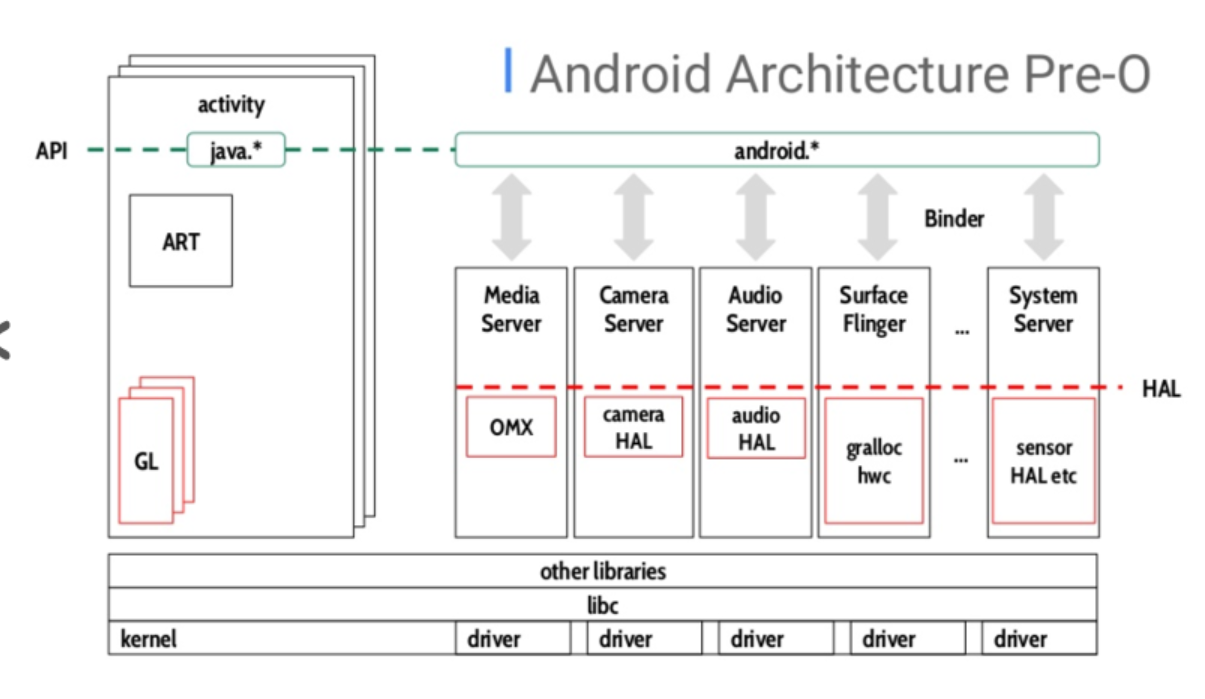 Android Architecture Pre-O
activity
API
java.*
android.*
ART
Binder
Media
Server
Camera
Server
Audio
Server
Surface
Flinger
...
System
Server
HAL
OMX
camera
HAL
audio
HAL
gralloc
hwc
...
sensor
HAL etc
GL
other libraries
libc
kernel
driver
driver
driver
driver
driver